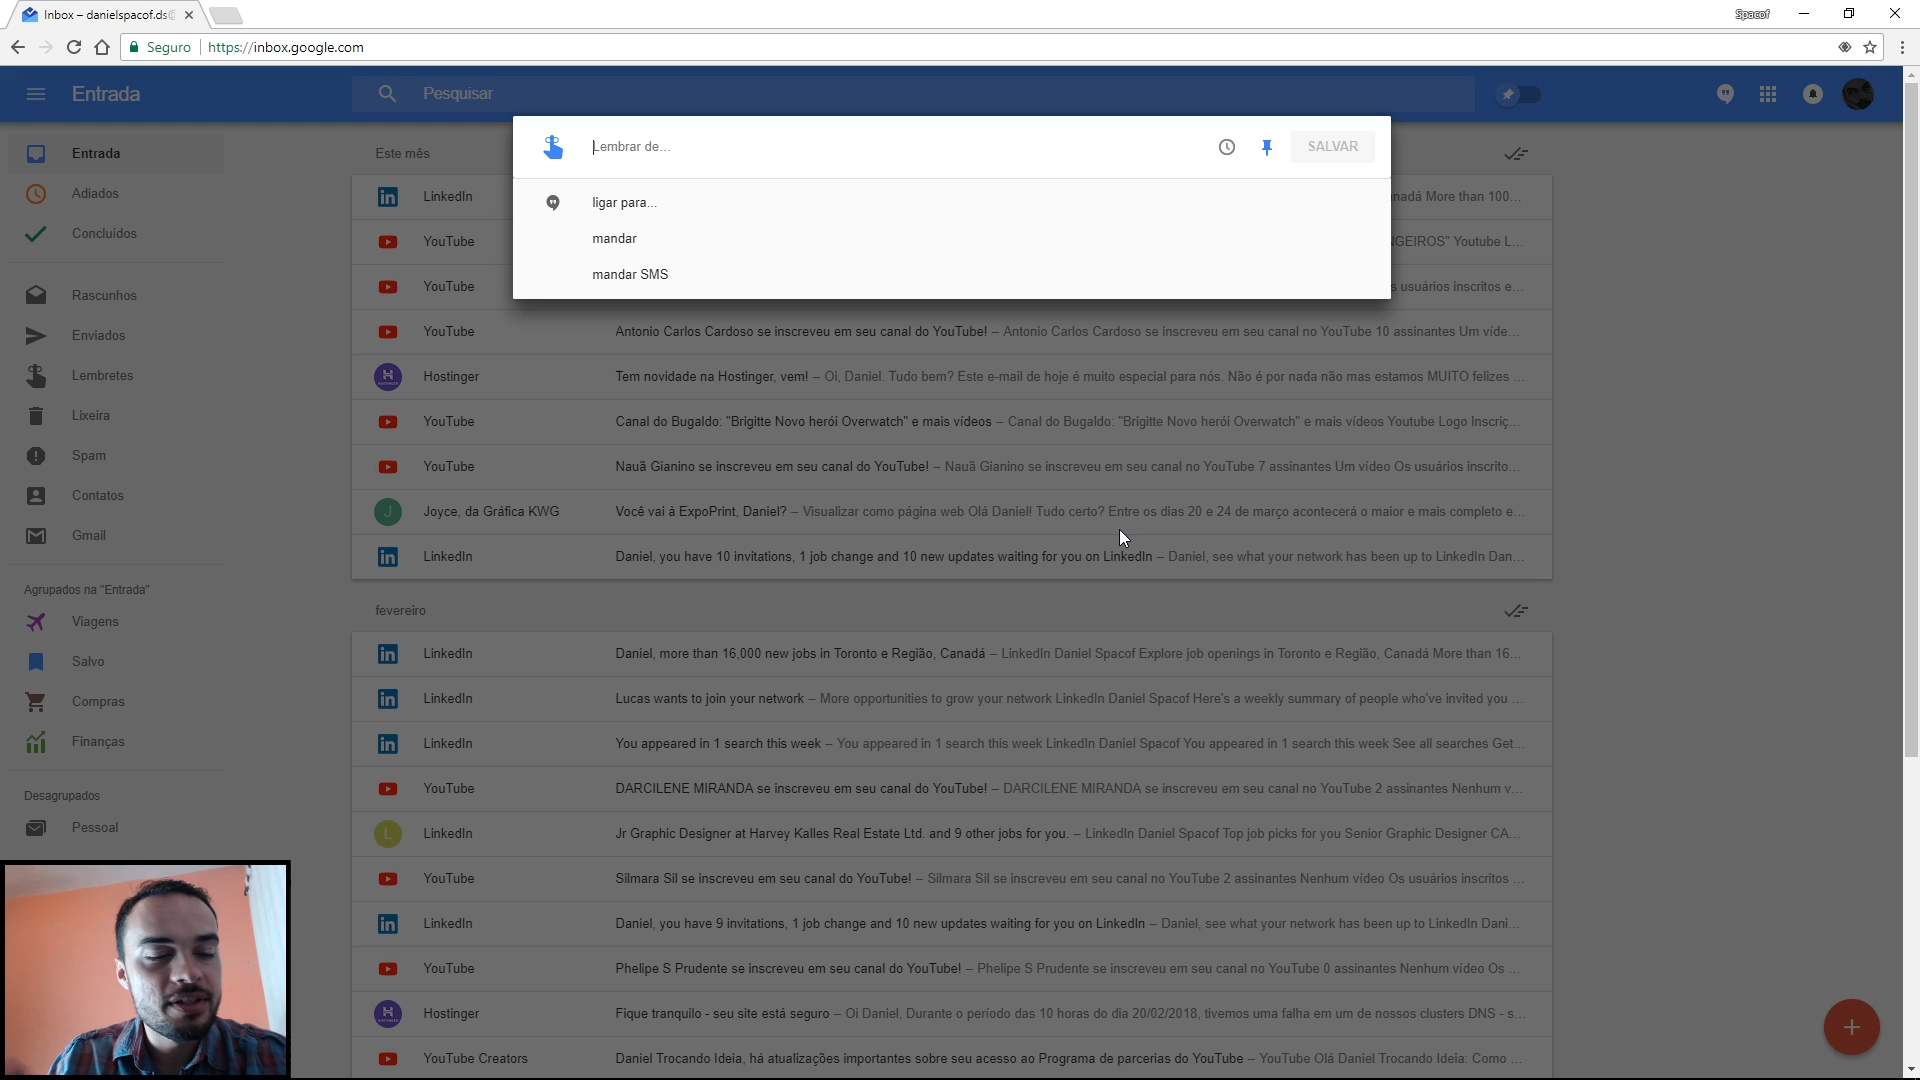 Inbox – danielspacof.ds@
Spacof
Seguro https://inbox.google.com
Entrada
Pesquisar
Lembrar de...
SALVAR
ligar para...
mandar
mandar SMS
Entrada
Adiados
Concluídos
Rascunhos
Enviados
Lembretes
Lixeira
Spam
Contatos
Gmail
Agrupados na "Entrada"
Viagens
Salvo
Compras
Finanças
Desagrupados
Pessoal
Este mês
LinkedIn nadá More than 100...
YouTube GEIROS" Youtube L...
YouTube s usuários inscritos e...
YouTube Antonio Carlos Cardoso se inscreveu em seu canal do YouTube! – Antonio Carlos Cardoso se inscreveu em seu canal no YouTube 10 assinantes Um víde...
Hostinger Tem novidade na Hostinger, vem! – Oi, Daniel. Tudo bem? Este e-mail de hoje é muito especial para nós. Não é por nada não mas estamos MUITO felizes ...
YouTube Canal do Bugaldo: "Brigitte Novo herói Overwatch" e mais vídeos – Canal do Bugaldo: "Brigitte Novo herói Overwatch" e mais vídeos Youtube Logo Inscriç...
YouTube Nauã Gianino se inscreveu em seu canal do YouTube! – Nauã Gianino se inscreveu em seu canal no YouTube 7 assinantes Um vídeo Os usuários inscrito...
J Joyce, da Gráfica KWG Você vai à ExpoPrint, Daniel? – Visualizar como página web Olá Daniel! Tudo certo? Entre os dias 20 e 24 de março acontecerá o maior e mais completo e...
LinkedIn Daniel, you have 10 invitations, 1 job change and 10 new updates waiting for you on LinkedIn – Daniel, see what your network has been up to LinkedIn Dan...
fevereiro
LinkedIn Daniel, more than 16,000 new jobs in Toronto e Região, Canadá – LinkedIn Daniel Spacof Explore job openings in Toronto e Região, Canadá More than 16...
LinkedIn Lucas wants to join your network – More opportunities to grow your network LinkedIn Daniel Spacof Here's a weekly summary of people who've invited you ...
LinkedIn You appeared in 1 search this week – You appeared in 1 search this week LinkedIn Daniel Spacof You appeared in 1 search this week See all searches Get...
YouTube DARCILENE MIRANDA se inscreveu em seu canal do YouTube! – DARCILENE MIRANDA se inscreveu em seu canal no YouTube 2 assinantes Nenhum v...
L LinkedIn Jr Graphic Designer at Harvey Kalles Real Estate Ltd. and 9 other jobs for you. – LinkedIn Daniel Spacof Top job picks for you Senior Graphic Designer CA...
YouTube Silmara Sil se inscreveu em seu canal do YouTube! – Silmara Sil se inscreveu em seu canal no YouTube 2 assinantes Nenhum vídeo Os usuários inscritos ...
LinkedIn Daniel, you have 9 invitations, 1 job change and 10 new updates waiting for you on LinkedIn – Daniel, see what your network has been up to LinkedIn Dani...
YouTube Phelipe S Prudente se inscreveu em seu canal do YouTube! – Phelipe S Prudente se inscreveu em seu canal no YouTube 0 assinantes Nenhum vídeo Os ...
Hostinger Fique tranquilo - seu site está seguro – Oi Daniel, Durante o período das 10 horas do dia 20/02/2018, tivemos uma falha em um de nossos clusters DNS - s...
YouTube Creators Daniel Trocando Ideia, há atualizações importantes sobre seu acesso ao Programa de parcerias do YouTube – YouTube Olá Daniel Trocando Ideia: Como ...